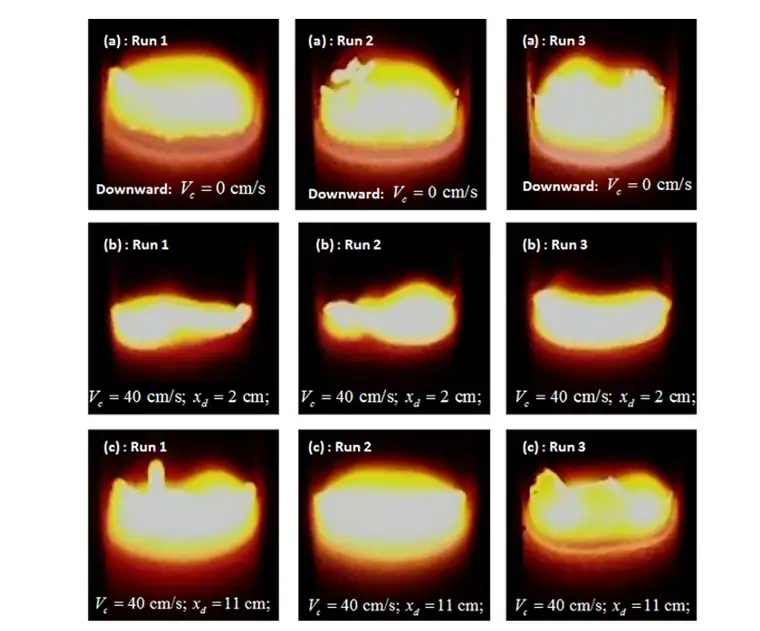 (a) : Run 1
(a) : Run 2
(a) : Run 3
Downward: V_c = 0 cm/s
Downward: V_c = 0 cm/s
Downward: V_c = 0 cm/s
(b) : Run 1
(b) : Run 2
(b) : Run 3
V_c = 40 cm/s; x_d = 2 cm;
V_c = 40 cm/s; x_d = 2 cm;
V_c = 40 cm/s; x_d = 2 cm;
(c) : Run 1
(c) : Run 2
(c) : Run 3
V_c = 40 cm/s; x_d = 11 cm;
V_c = 40 cm/s; x_d = 11 cm;
V_c = 40 cm/s; x_d = 11 cm;